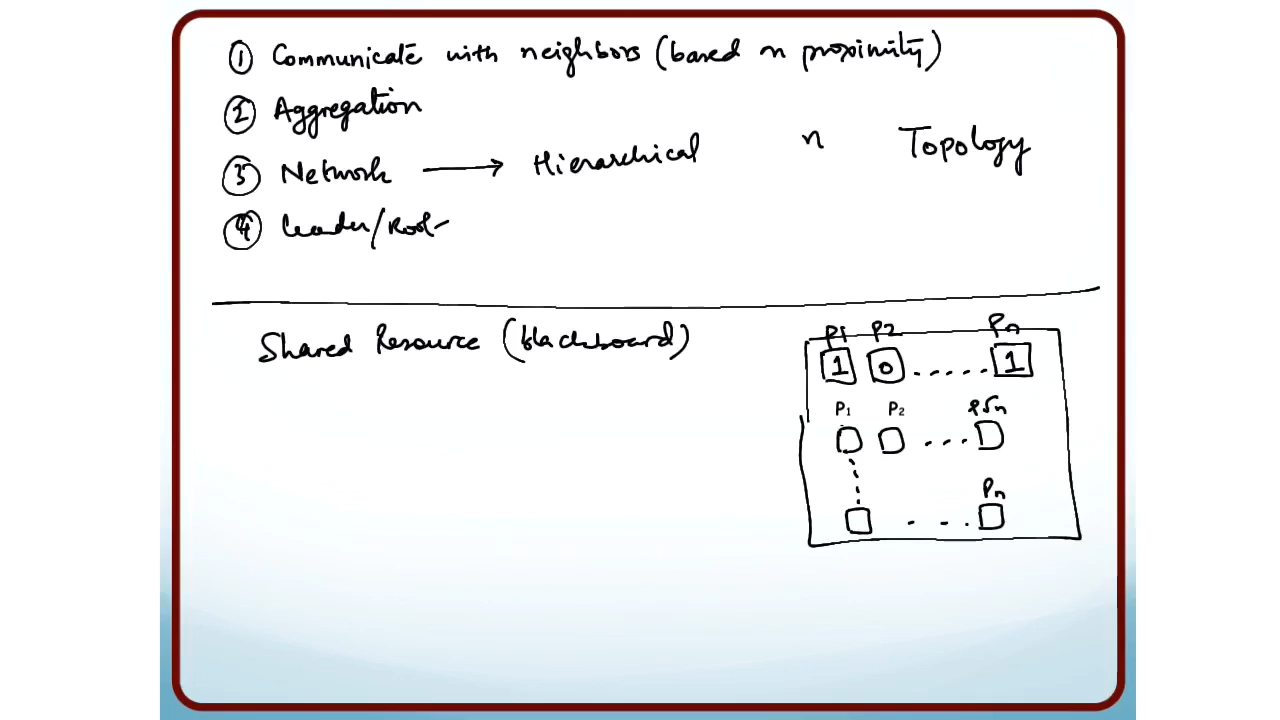 ① Communicate with neighbors (based on proximity)
② Aggregation
③ Network → Hierarchical n Topology
④ Leader/Root
Shared Resource (blackboard)
P1 P2 Pn
1 0 ..... 1
P1 P2 P√n
...
Pn
...